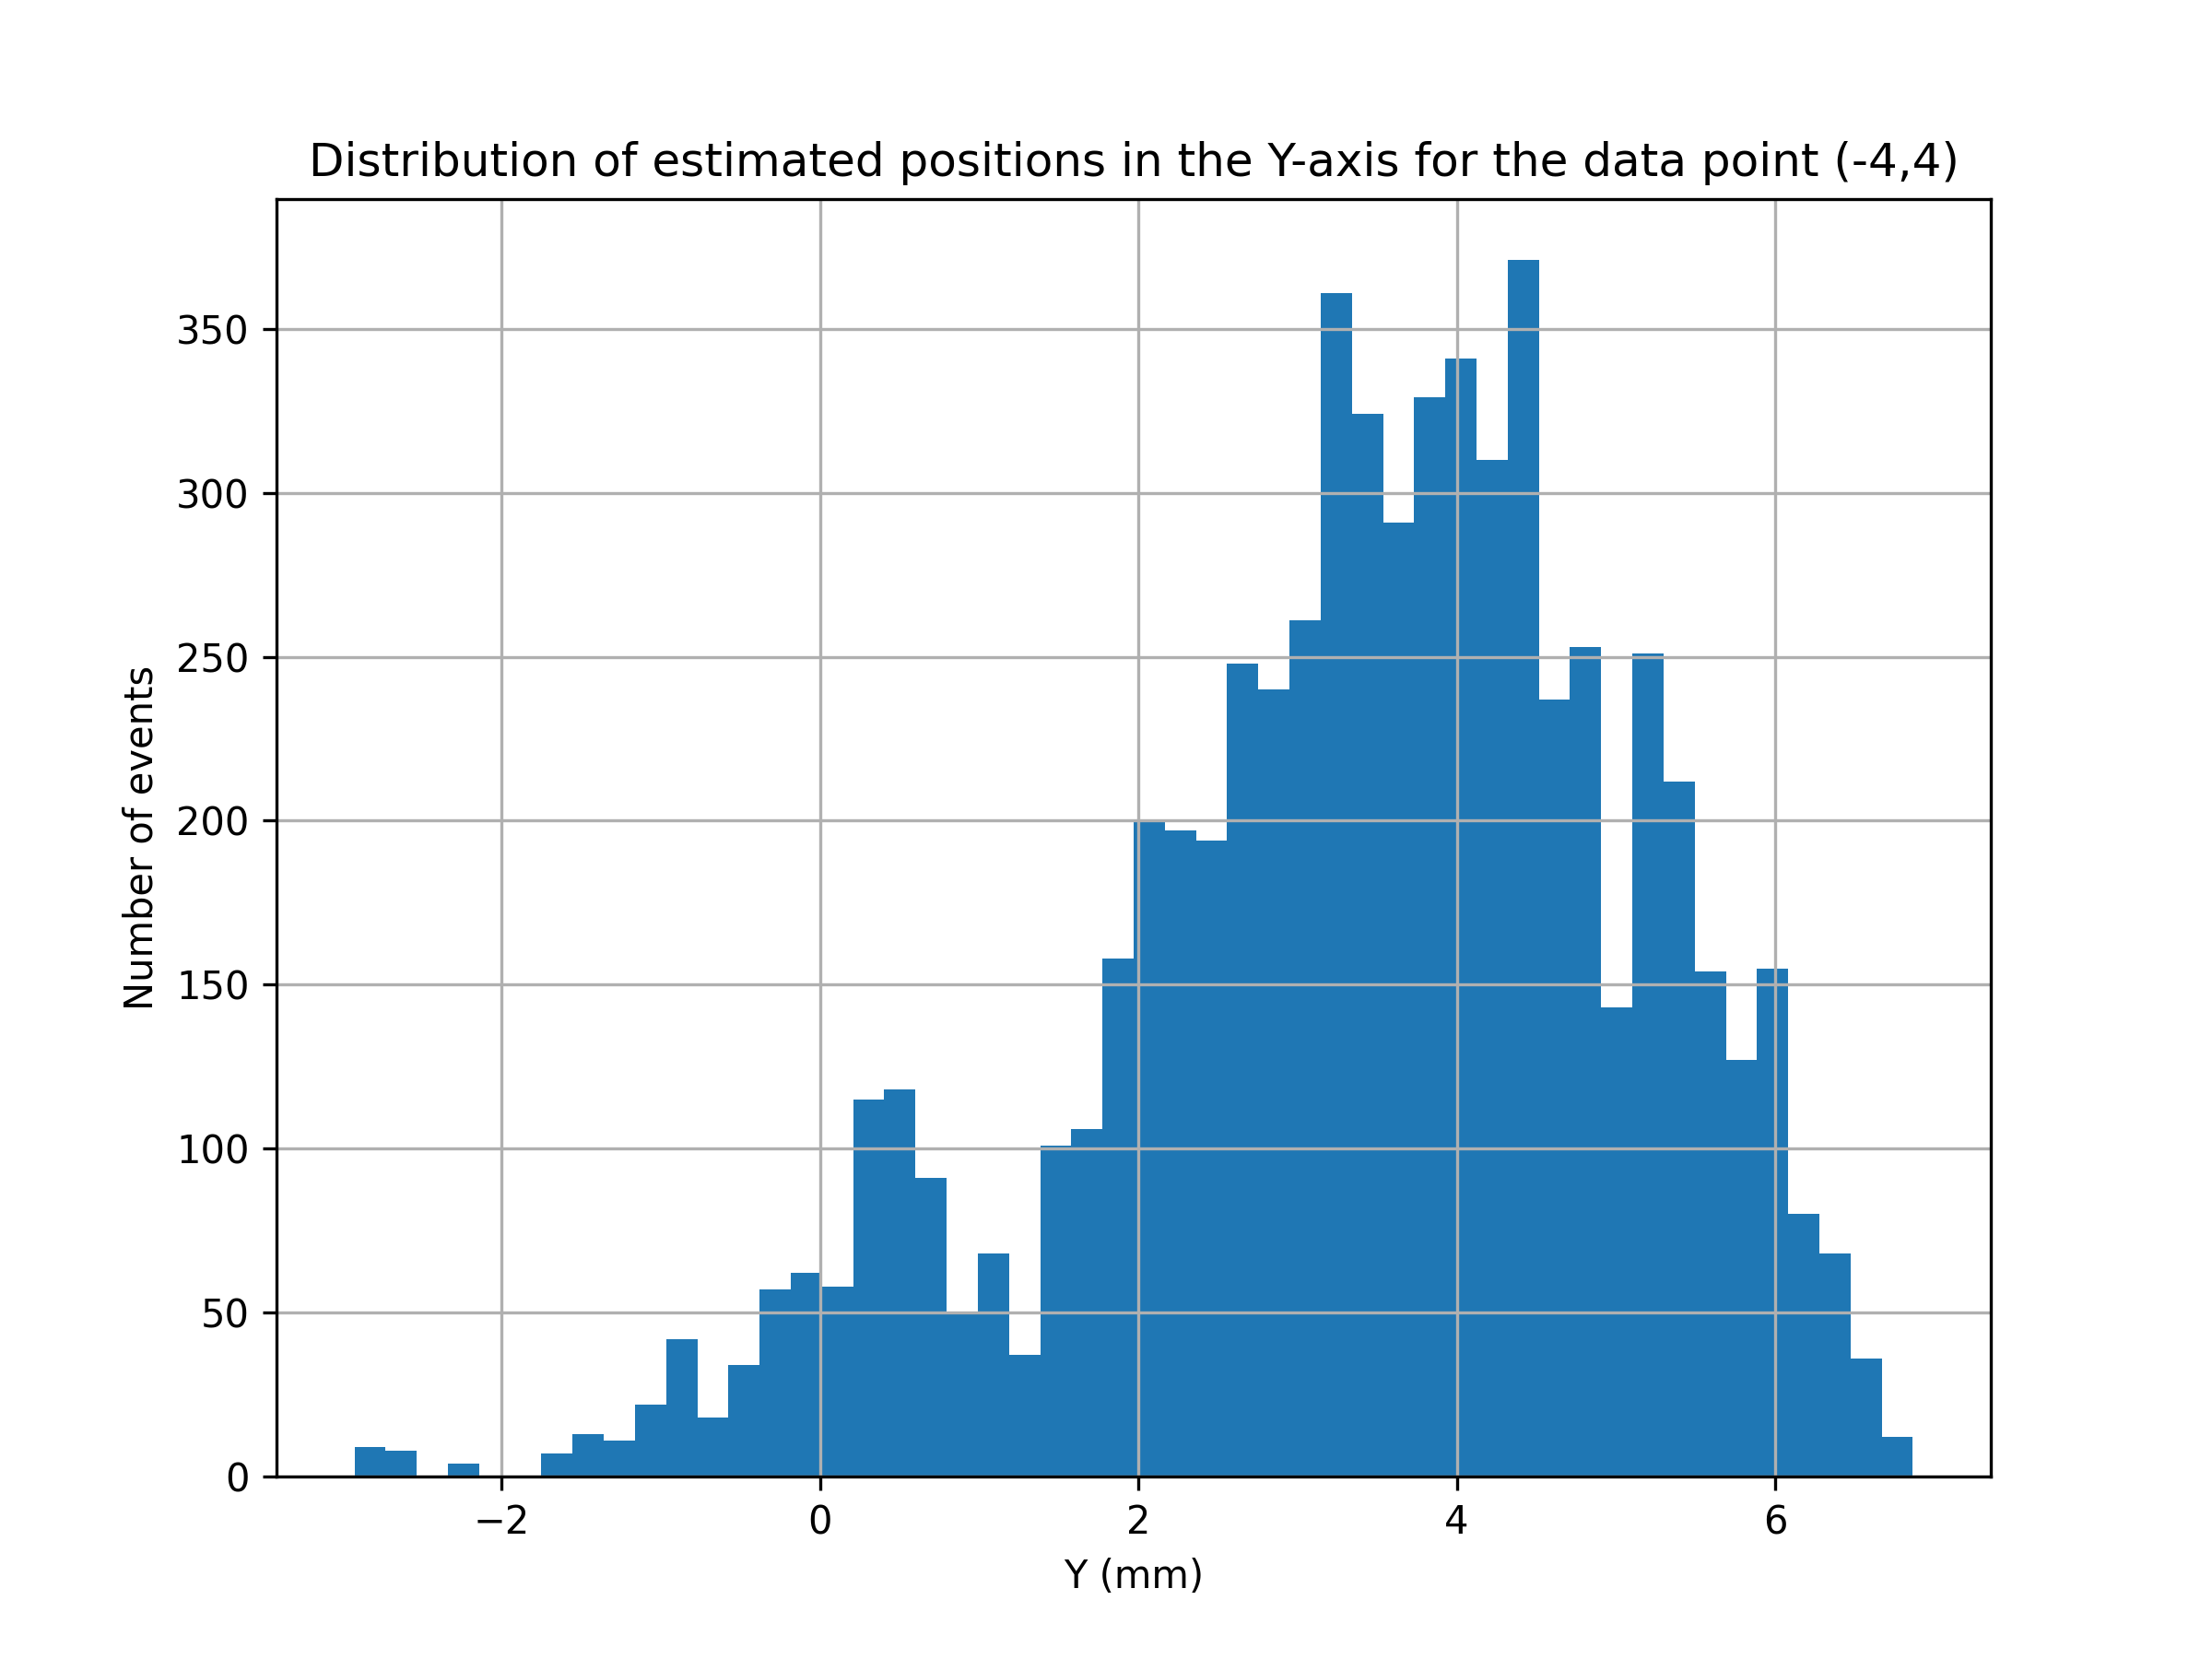 Distribution of estimated positions in the Y-axis for the data point (-4,4)
350
300
250
200
150
100
50
0
Number of events
−2 0 2 4 6
Y (mm)